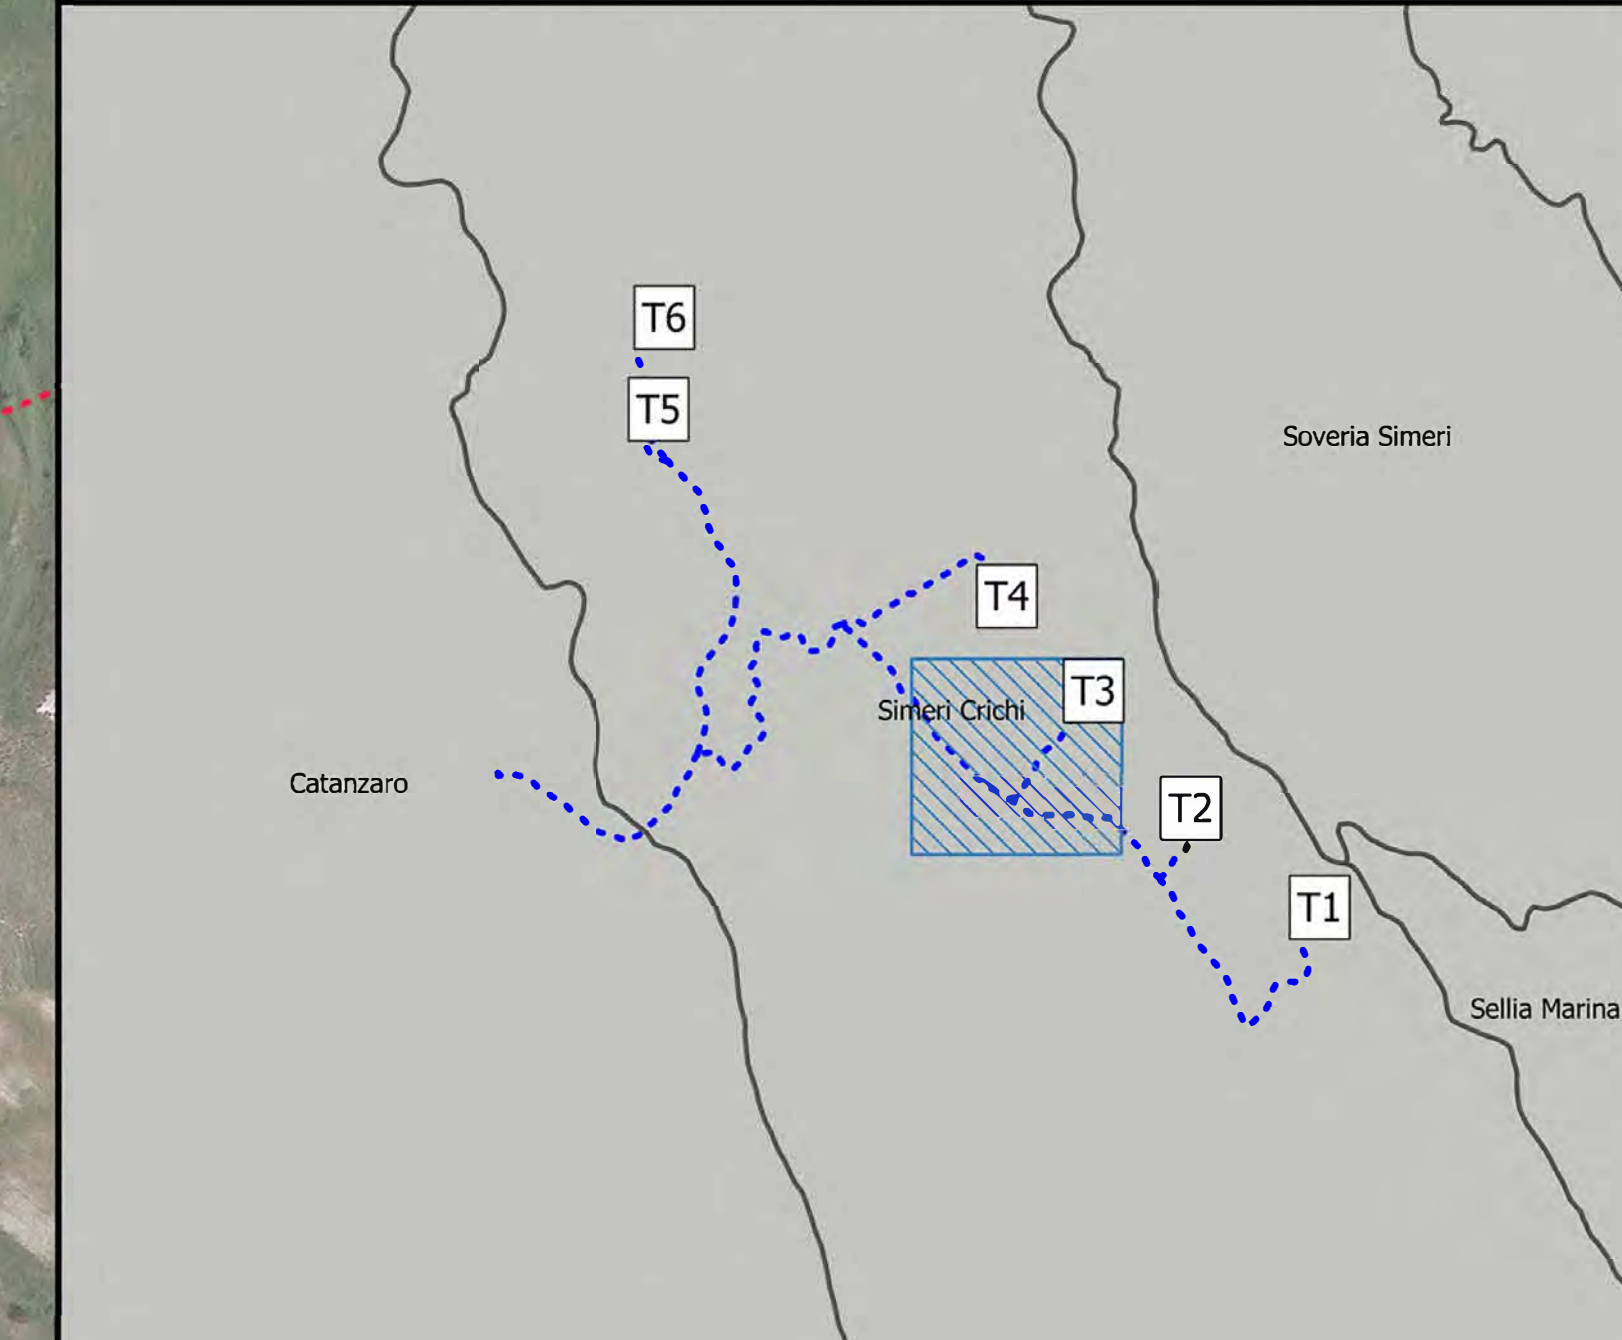 T6
T5
Soveria Simeri
T4
T3
Simeri Crichi
Catanzaro
T2
T1
Sellia Marina